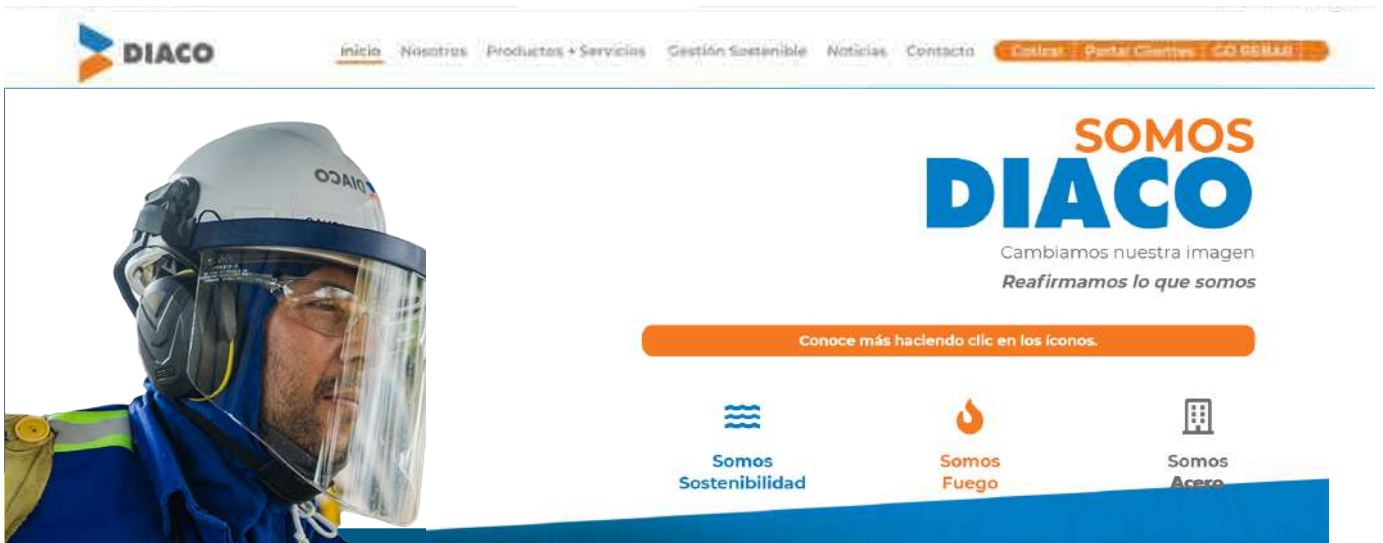 DIACO
Inicio Nosotros Productos + Servicios Gestión Sostenible Noticias Contacto Cotizar Portal Clientes GO REBAR
DIACO
SOMOS
DIACO
Cambiamos nuestra imagen
Reafirmamos lo que somos
Conoce más haciendo clic en los íconos.
Somos
Sostenibilidad
Somos
Fuego
Somos
Acero